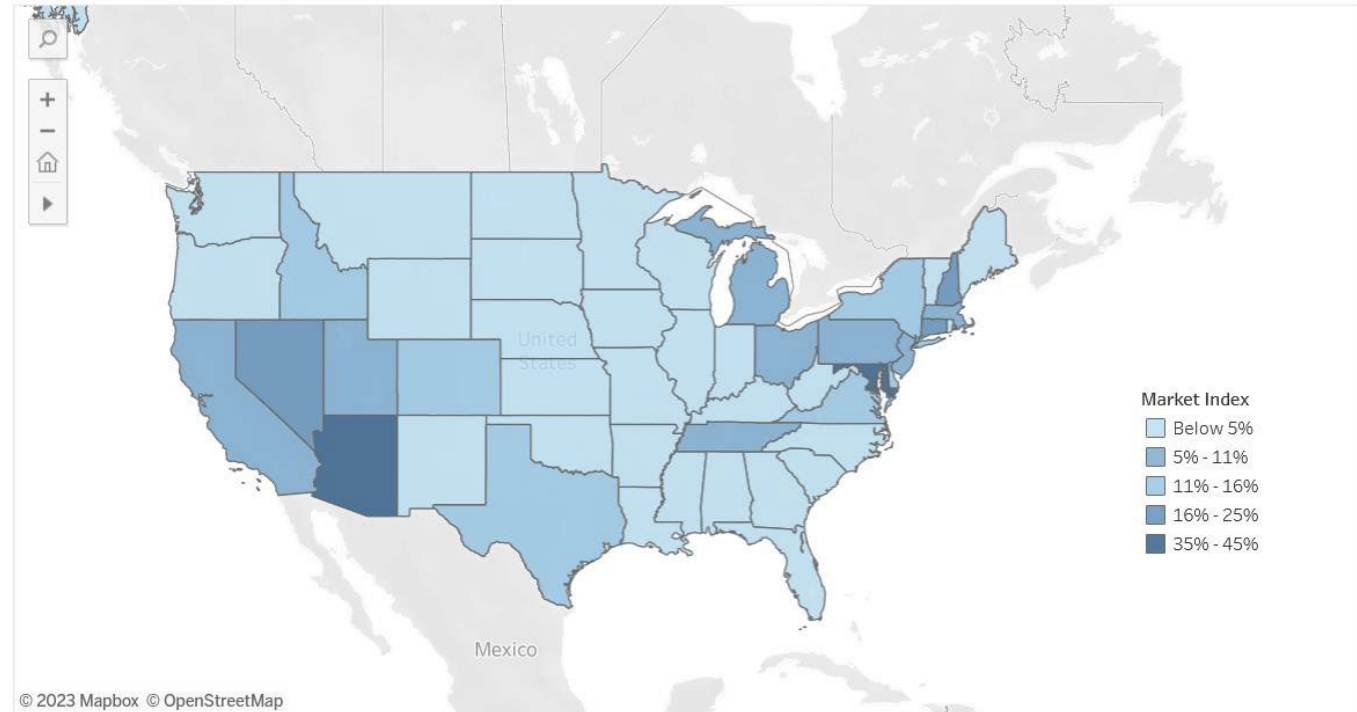 United
States
Market Index
Below 5%
5% - 11%
11% - 16%
16% - 25%
35% - 45%
Mexico
© 2023 Mapbox © OpenStreetMap